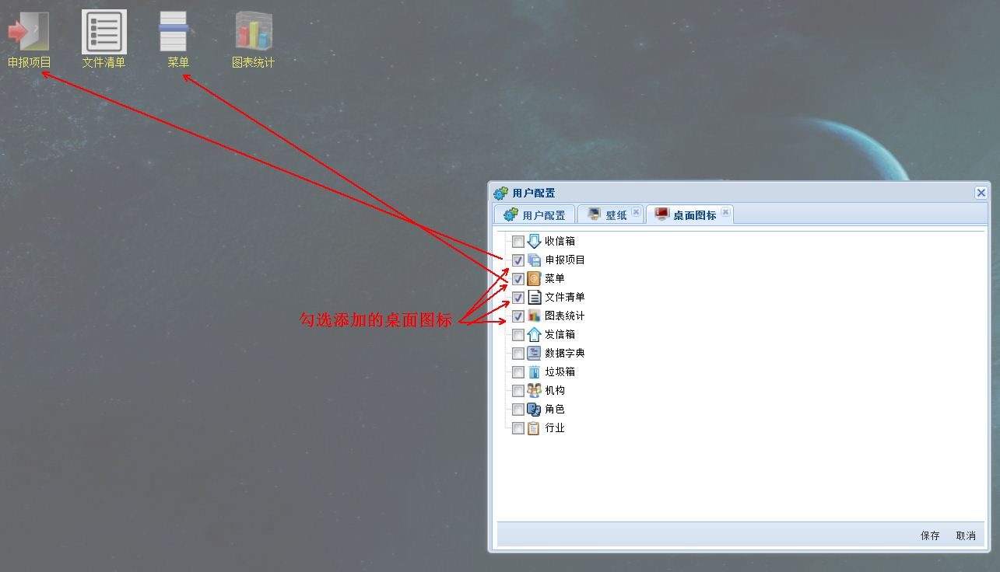 申报项目
文件清单
菜单
图表统计
用户配置
用户配置
壁纸
桌面图标
收信箱
申报项目
菜单
文件清单
图表统计
发信箱
数据字典
垃圾箱
机构
角色
行业
勾选添加的桌面图标
保存
取消